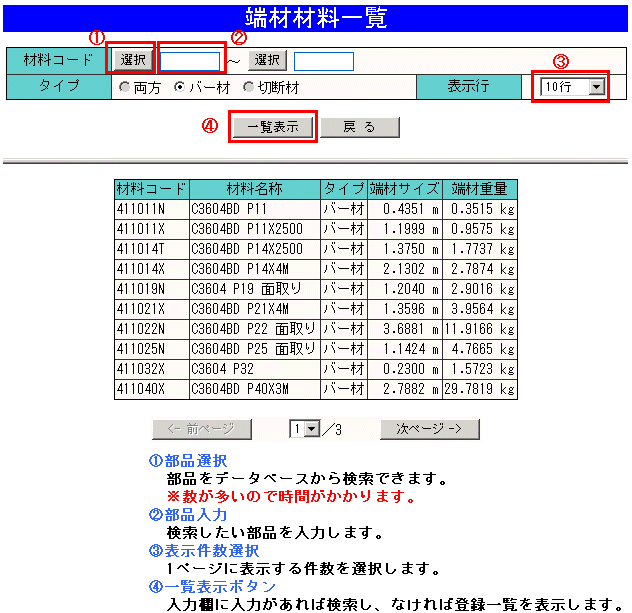 端材材料一覧
① ②
材料コード 選択 ～ 選択
③
タイプ 両方 バー材 切断材 表示行 10行
④ 一覧表示 戻 る
材料コード 材料名称 タイプ 端材サイズ 端材重量
411011N C3604BD P11 バー材 0.4351 m 0.3515 kg
411011X C3604BD P11X2500 バー材 1.1999 m 0.9575 kg
411014T C3604BD P14X2500 バー材 1.3750 m 1.7737 kg
411014X C3604BD P14X4M バー材 2.1302 m 2.7874 kg
411019N C3604 P19 面取り バー材 1.2040 m 2.9016 kg
411021X C3604BD P21X4M バー材 1.3596 m 3.9564 kg
411022N C3604BD P22 面取り バー材 3.6881 m 11.9166 kg
411025N C3604BD P25 面取り バー材 1.1424 m 4.7665 kg
411032X C3604 P32 バー材 0.2300 m 1.5723 kg
411040X C3604BD P40X3M バー材 2.7882 m 29.7819 kg
<- 前ページ 1 ／3 次ページ ->
①部品選択
部品をデータベースから検索できます。
※数が多いので時間がかかります。
②部品入力
検索したい部品を入力します。
③表示件数選択
1ページに表示する件数を選択します。
④一覧表示ボタン
入力欄に入力があれば検索し、なければ登録一覧を表示します。